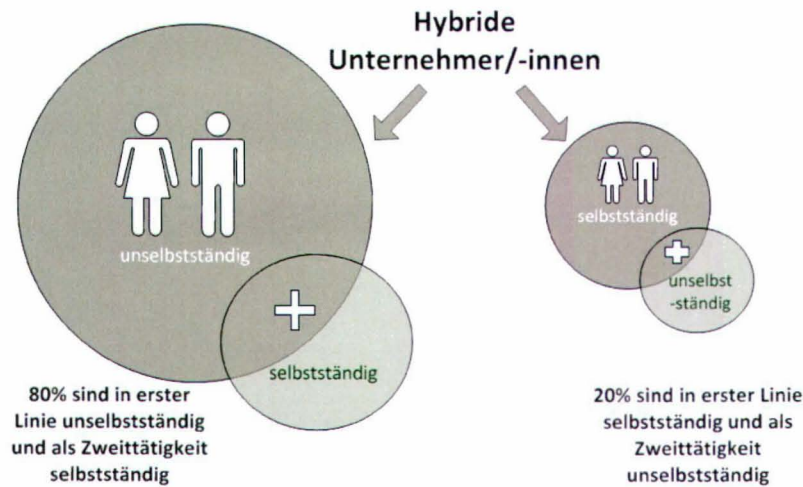 Hybride
Unternehmer/-innen
unselbstständig
selbstständig
80% sind in erster
Linie unselbstständig
und als Zweittätigkeit
selbstständig
selbstständig
unselbst
-ständig
20% sind in erster Linie
selbstständig und als
Zweittätigkeit
unselbstständig